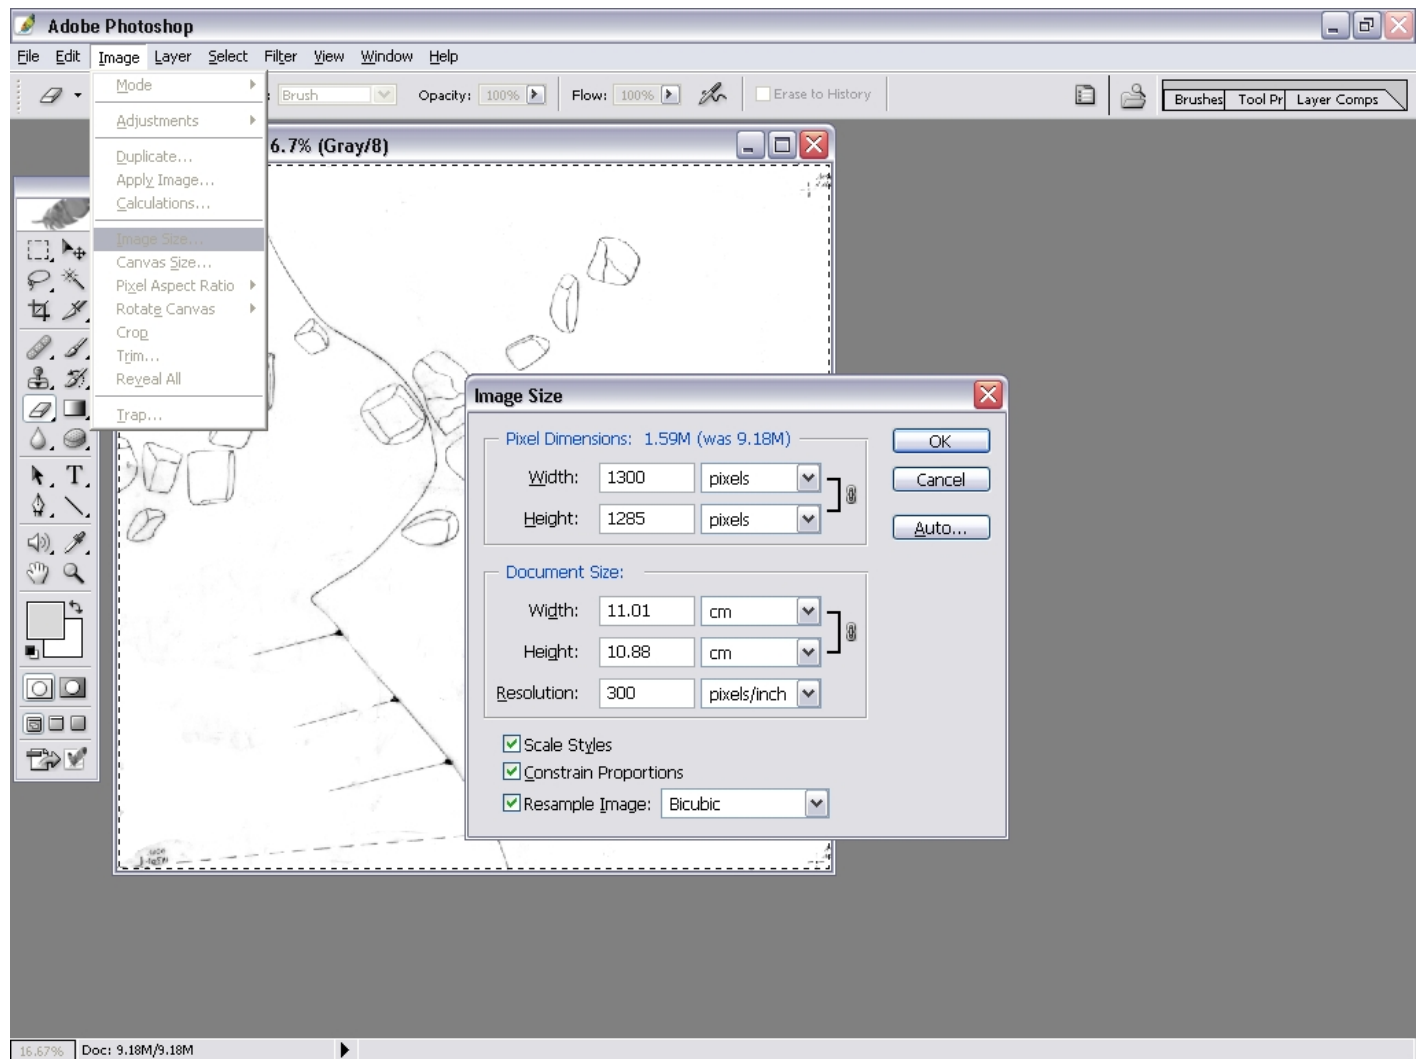 Adobe Photoshop
File Edit Image Layer Select Filter View Window Help
: Brush Opacity: 100% Flow: 100% Erase to History Brushes Tool Pr Layer Comps
Mode
Adjustments
Duplicate...
Apply Image...
Calculations...
Image Size...
Canvas Size...
Pixel Aspect Ratio
Rotate Canvas
Crop
Trim...
Reveal All
Trap...
6.7% (Gray/8)
Image Size
Pixel Dimensions: 1.59M (was 9.18M)
Width: 1300 pixels
Height: 1285 pixels
Document Size:
Width: 11.01 cm
Height: 10.88 cm
Resolution: 300 pixels/inch
Scale Styles
Constrain Proportions
Resample Image: Bicubic
OK
Cancel
Auto...
16.67% Doc: 9.18M/9.18M